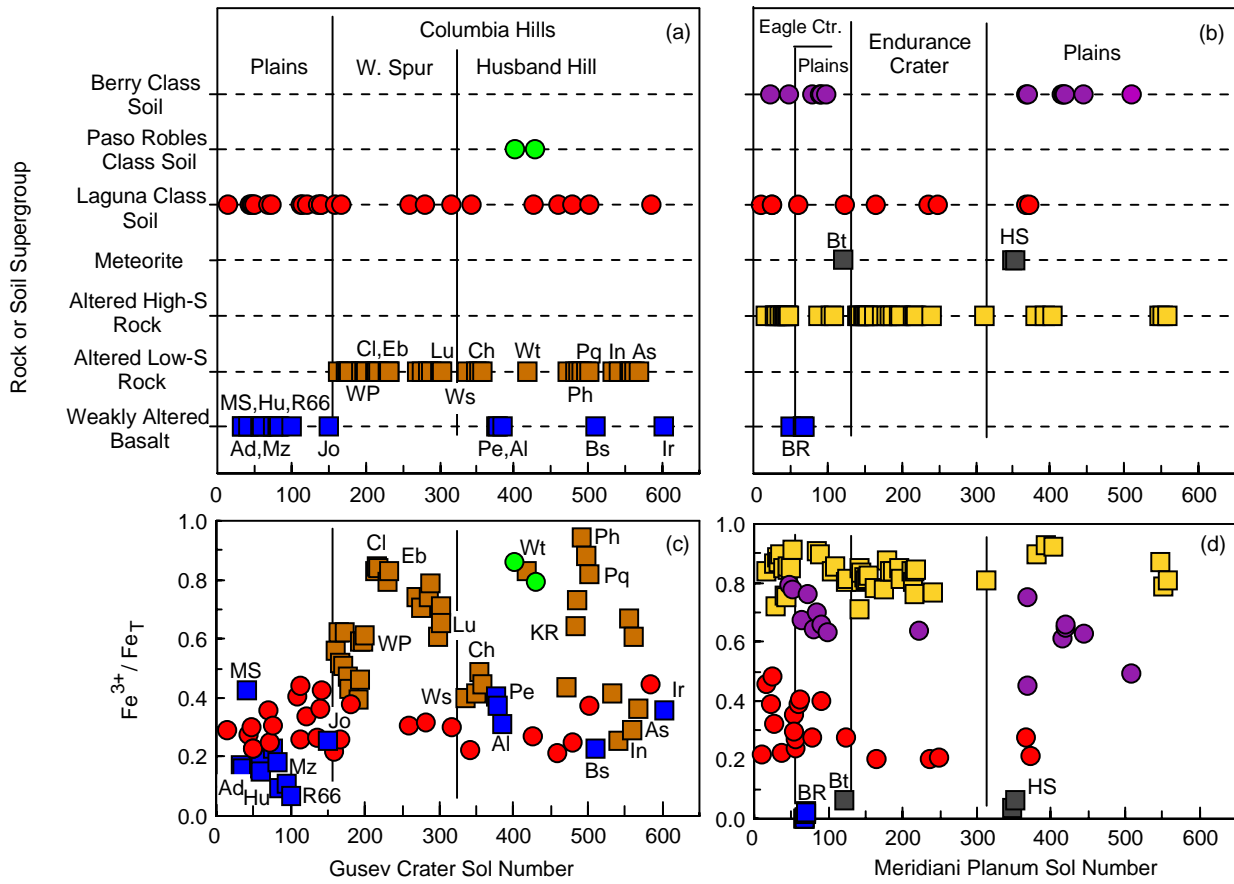 Columbia Hills
(a)
Plains
W. Spur
Husband Hill
Eagle Ctr.
Plains
Endurance
Crater
Plains
(b)
Rock or Soil Supergroup
Berry Class
Soil
Paso Robles
Class Soil
Laguna Class
Soil
Meteorite
Altered High-S
Rock
Altered Low-S
Rock
Weakly Altered
Basalt
Cl,Eb
Lu
Ch
Wt
Pq
In
As
WP
Ws
Ph
MS,Hu,R66
Ad,Mz
Jo
Pe,Al
Bs
Ir
Bt
HS
BR
0 100 200 300 400 500 600
0 100 200 300 400 500 600
Fe3+/ FeT
1.0
0.8
0.6
0.4
0.2
0.0
(c)
Cl
Eb
Wt
Ph
Pq
WP
Lu
KR
MS
Ch
Ws
Pe
Ir
Jo
Al
As
Mz
Bs
In
Ad
Hu
R66
0 100 200 300 400 500 600
Gusev Crater Sol Number
1.0
0.8
0.6
0.4
0.2
0.0
(d)
BR
Bt
HS
0 100 200 300 400 500 600
Meridiani Planum Sol Number